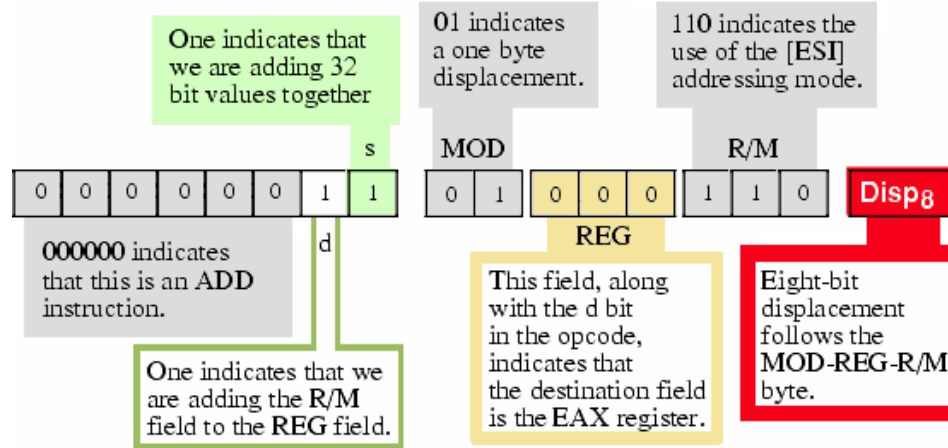 One indicates that
we are adding 32
bit values together
01 indicates
a one byte
displacement.
110 indicates the
use of the [ESI]
addressing mode.
s
MOD
R/M
0 0 0 0 0 0 1 1
0 1
0 0 0
1 1 0
Disp8
d
REG
000000 indicates
that this is an ADD
instruction.
One indicates that we
are adding the R/M
field to the REG field.
This field, along
with the d bit
in the opcode,
indicates that
the destination field
is the EAX register.
Eight-bit
displacement
follows the
MOD-REG-R/M
byte.